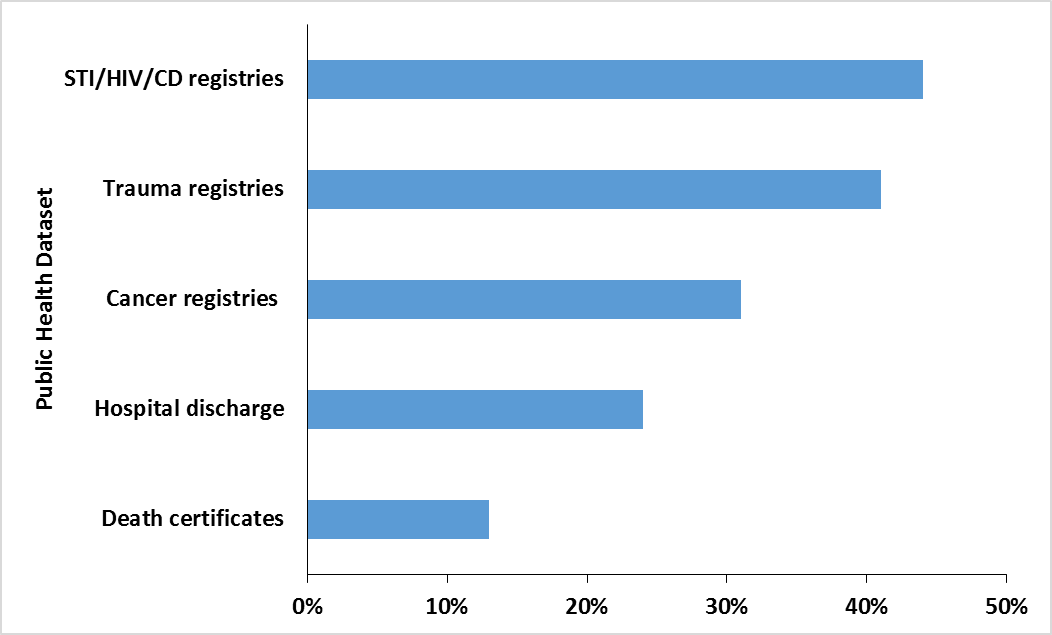 Public Health Dataset
STI/HIV/CD registries
Trauma registries
Cancer registries
Hospital discharge
Death certificates
0% 10% 20% 30% 40% 50%